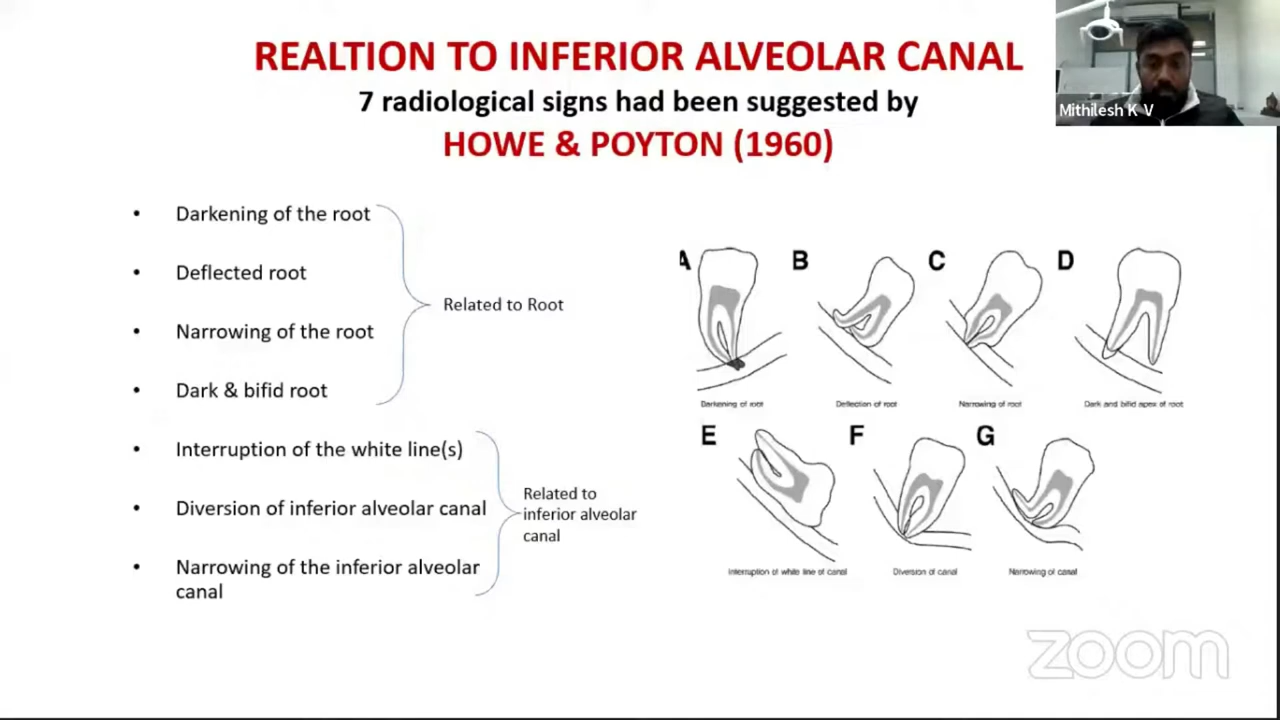 REALTION TO INFERIOR ALVEOLAR CANAL
7 radiological signs had been suggested by
HOWE & POYTON (1960)
Mithilesh K V
• Darkening of the root
• Deflected root
• Narrowing of the root
• Dark & bifid root
Related to Root
• Interruption of the white line(s)
• Diversion of inferior alveolar canal
• Narrowing of the inferior alveolar
canal
Related to
inferior alveolar
canal
A B C D
Darkening of root Deflection of root Narrowing of root Dark and bifid apex of root
E F G
Interruption of white line of canal Diversion of canal Narrowing of canal
zoom